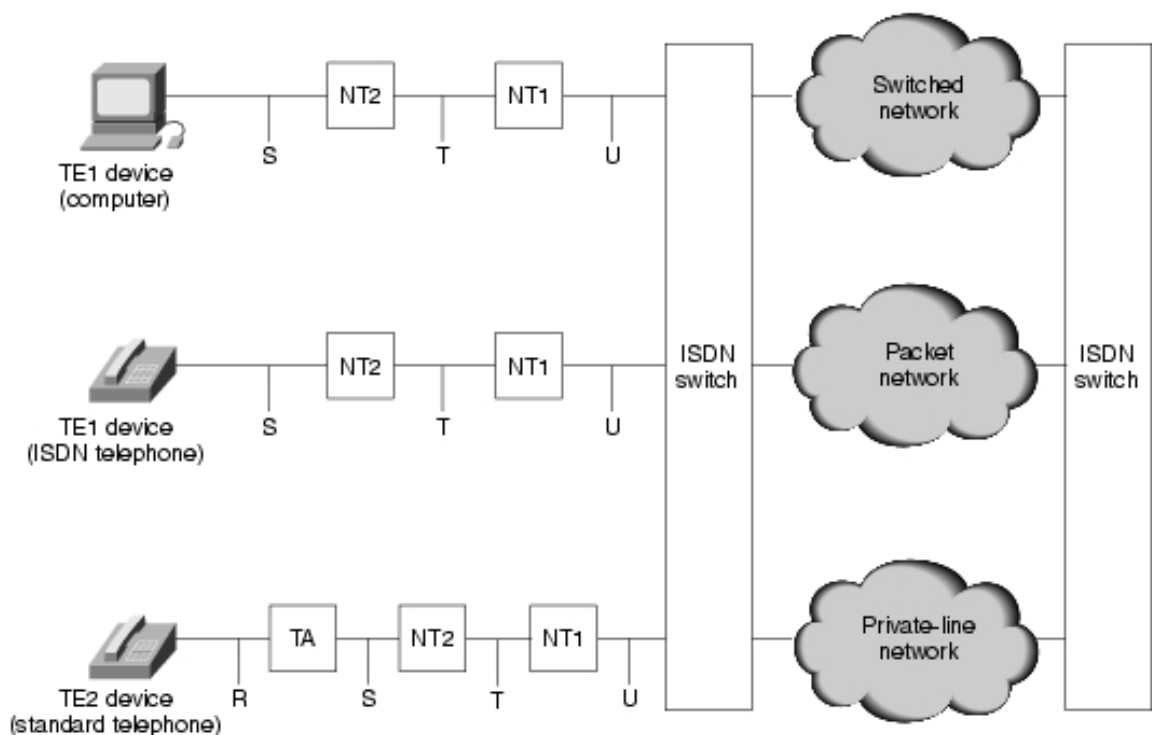 NT2
NT1
Switched
network
S
T
U
TE1 device
(computer)
NT2
NT1
ISDN
switch
Packet
network
ISDN
switch
S
T
U
TE1 device
(ISDN telephone)
TA
NT2
NT1
Private-line
network
R
S
T
U
TE2 device
(standard telephone)